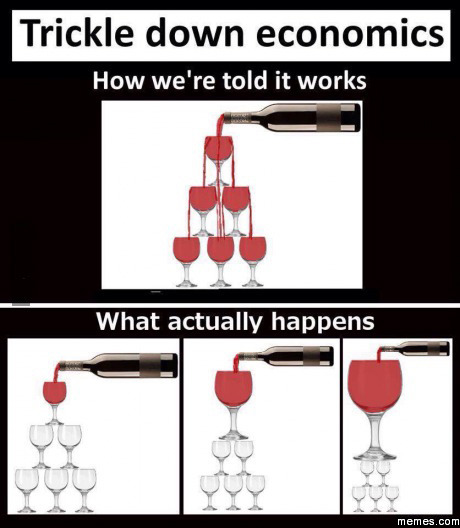 Trickle down economics
How we're told it works
What actually happens
memes.com